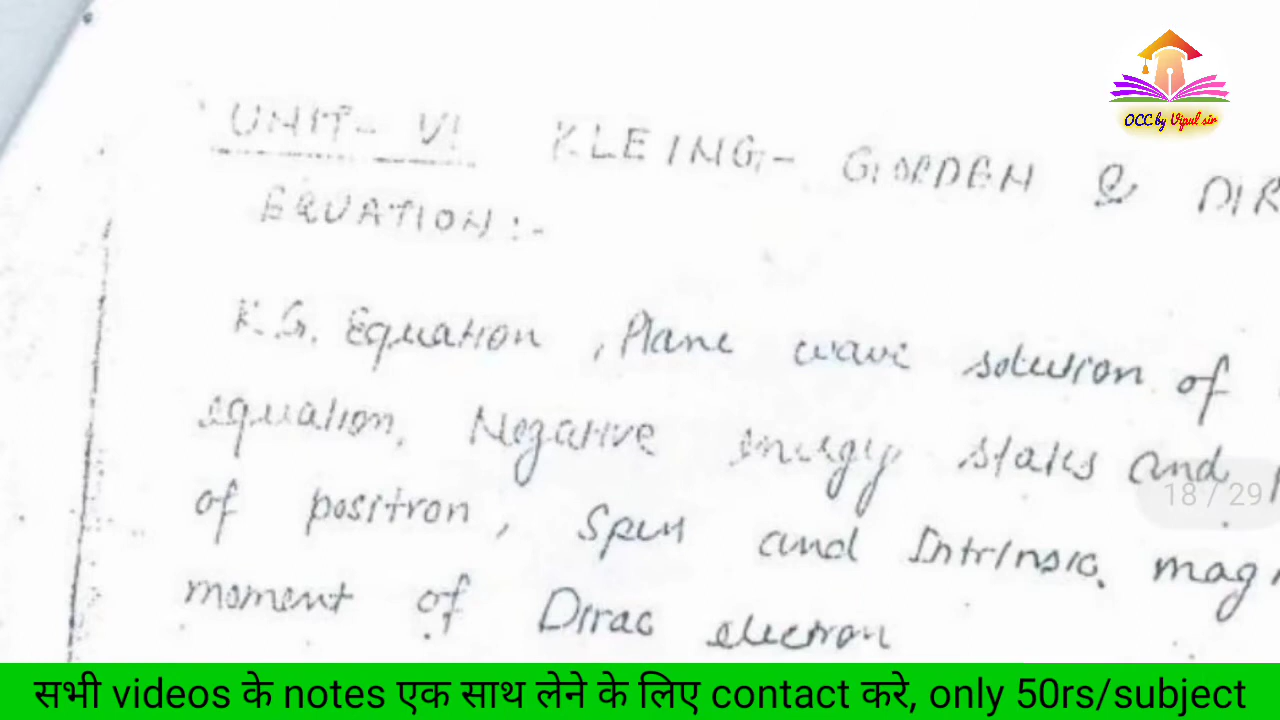 OCC by Vipul sir
UNIT- VI KLEING- GORDEN & DIR
EQUATION:-
K.G. Equation, Plane wave solution of
equation, Negative energy states and
18 / 29
of positron, Spin and Intrinsic mag
moment of Dirac electron
सभी videos के notes एक साथ लेने के लिए contact करे, only 50rs/subject